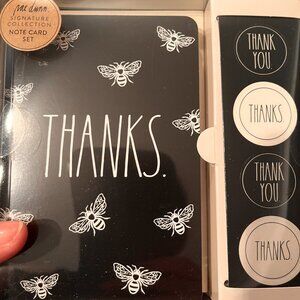 rae dunn.
SIGNATURE
COLLECTION
NOTE CARD
SET
THANKS.
THANK
YOU
THANKS.
THANK
YOU
THANKS.